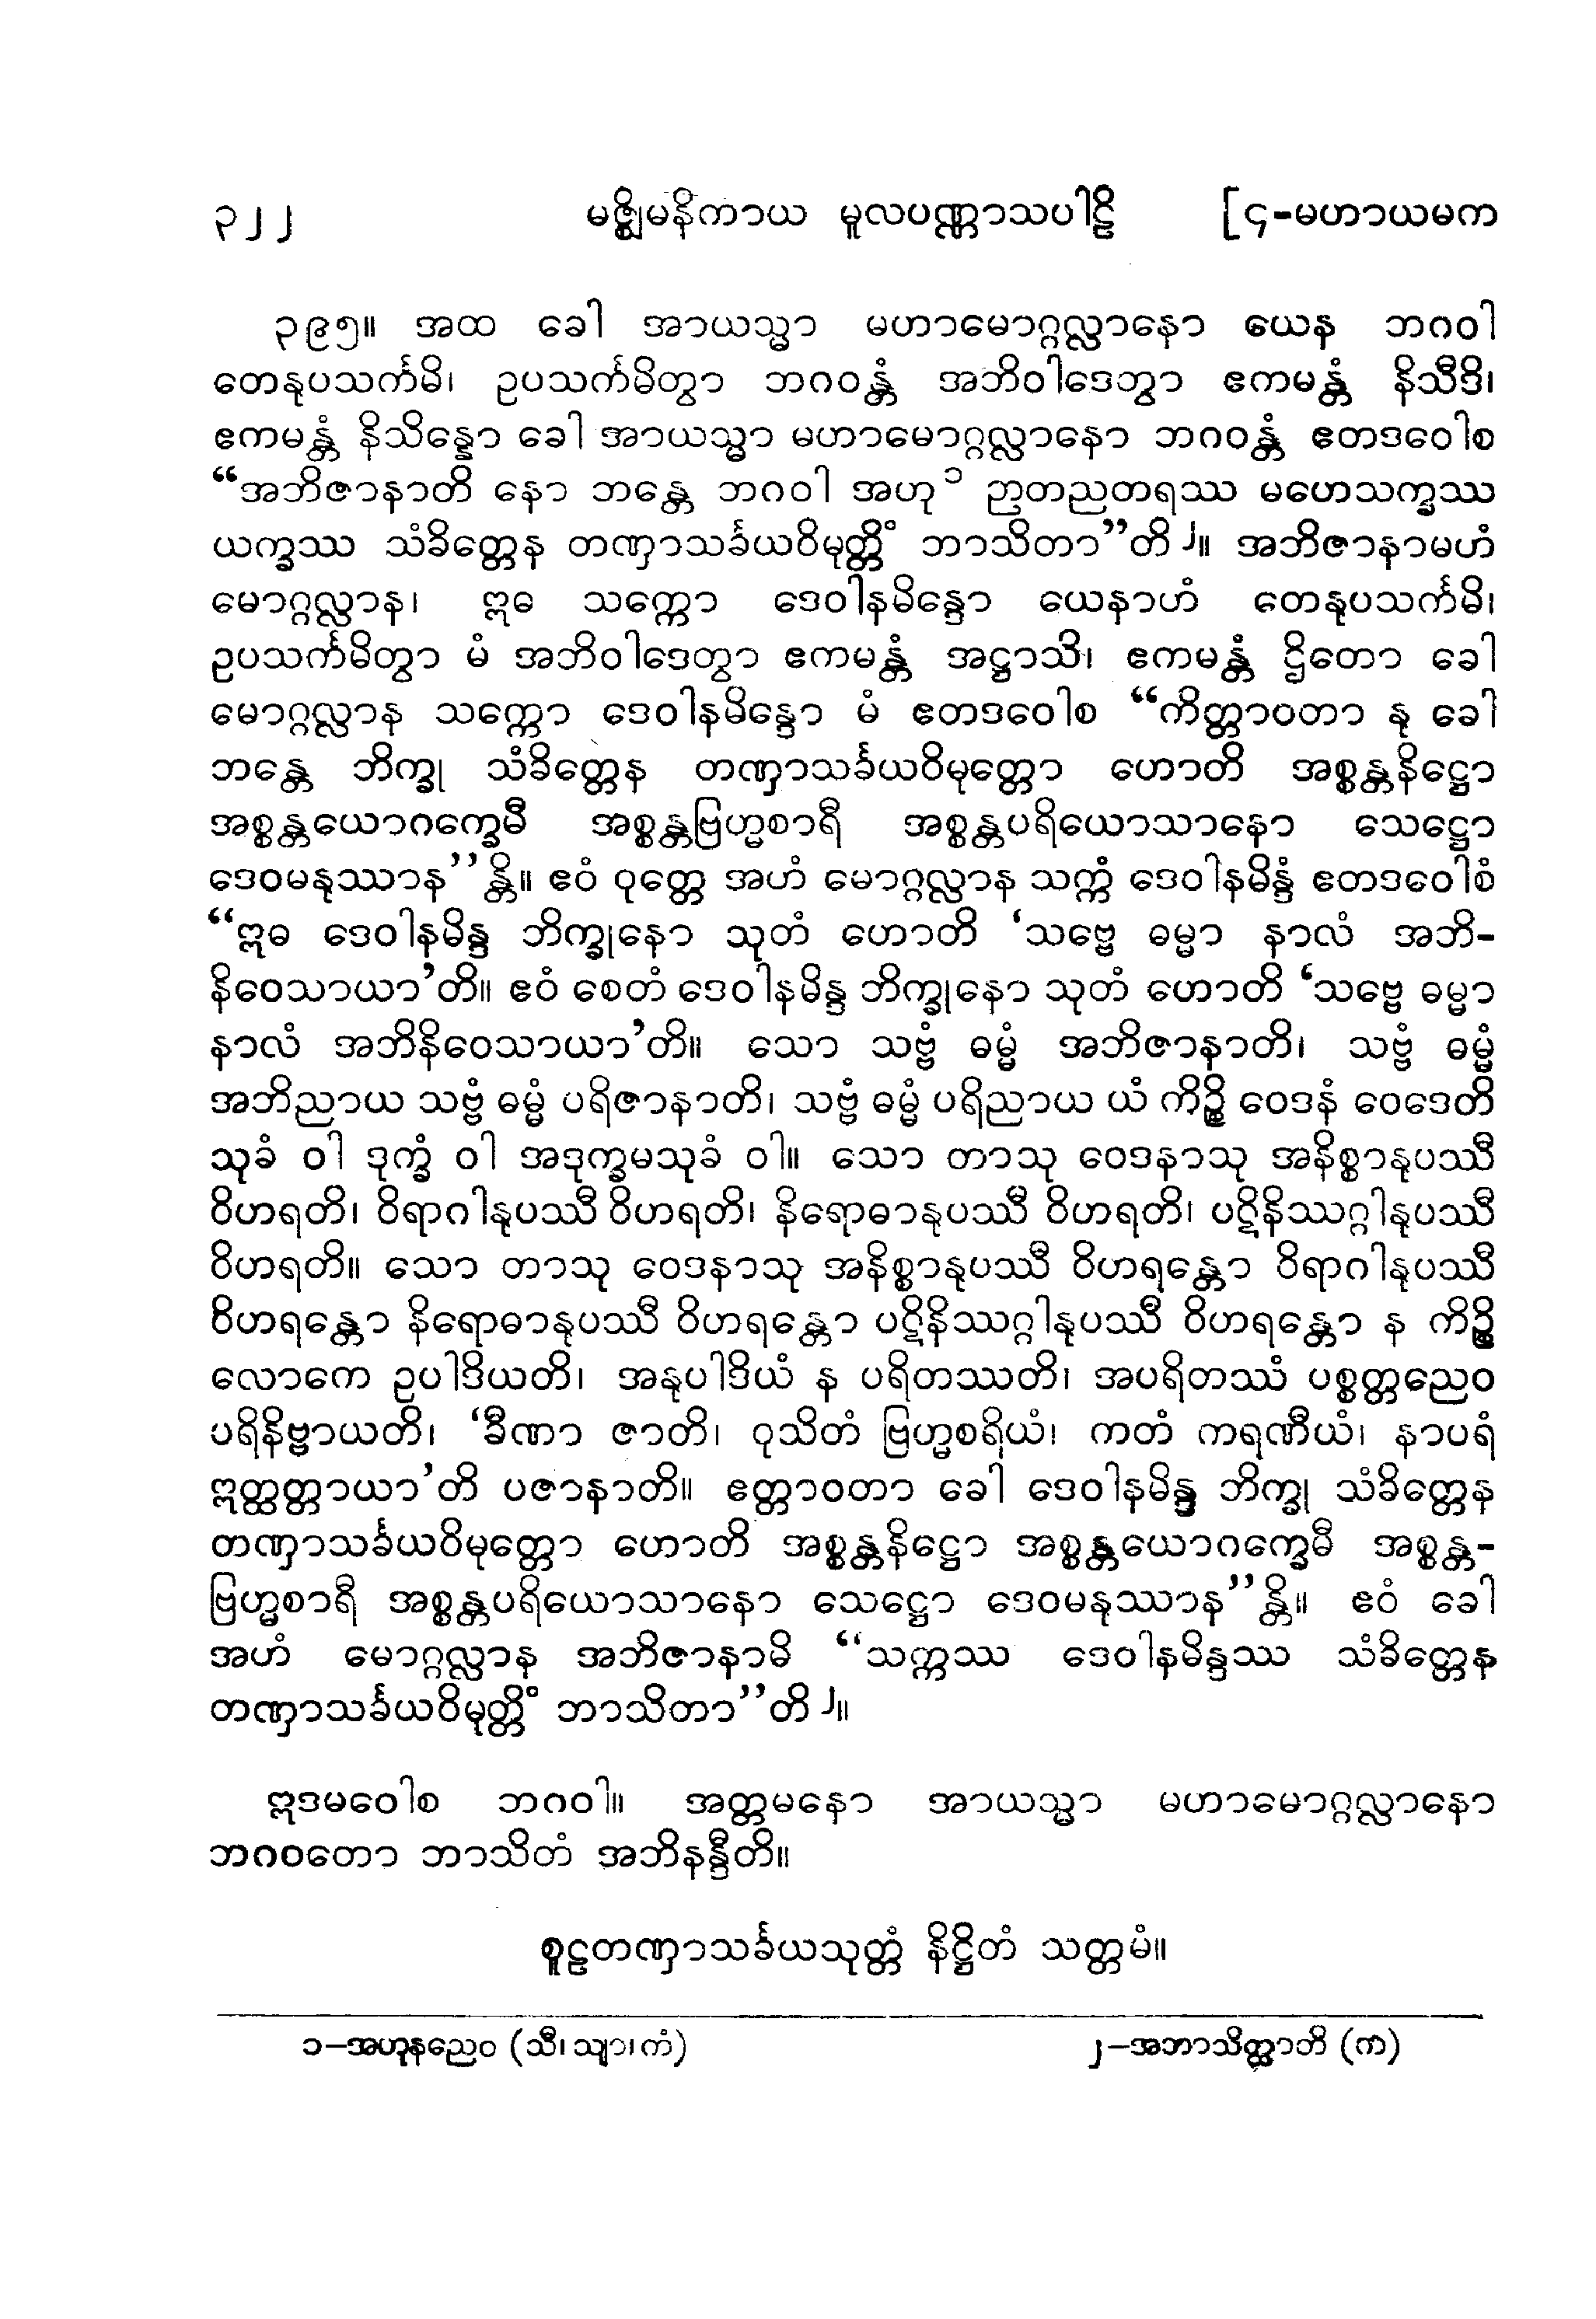 ၃၂၂ မဇ္ဈိမနိကာယ မူလပဏ္ဏာသပါဠိ [၄-မဟာယမက
၃၉၅။ အထ ခေါ အာယသ္မာ မဟာမောဂ္ဂလ္လာနော ယေန ဘဂဝါ
တေနုပသင်္ကမိ၊ ဥပသင်္ကမိတွာ ဘဂဝန္တံ အဘိဝါဒေတွာ ဧကမန္တံ နိသီဒိ၊
ဧကမန္တံ နိသိန္နော ခေါ အာယသ္မာ မဟာမောဂ္ဂလ္လာနော ဘဂဝန္တံ ဧတဒဝေါစ
“အဘိဇာနာတိ နော ဘန္တေ ဘဂဝါ အဟု ၁ ဉာတညတရဿ မဟေသက္ခဿ
ယက္ခဿ သံခိတ္တေန တဏှာသင်္ခယဝိမုတ္တိံ ဘာသိတာ”တိ ၂။ အဘိဇာနာမဟံ
မောဂ္ဂလ္လာန၊ ဣဓ သက္ကော ဒေဝါနမိန္ဒော ယေနာဟံ တေနုပသင်္ကမိ၊
ဥပသင်္ကမိတွာ မံ အဘိဝါဒေတွာ ဧကမန္တံ အဋ္ဌာသိ၊ ဧကမန္တံ ဌိတော ခေါ
မောဂ္ဂလ္လာန သက္ကော ဒေဝါနမိန္ဒော မံ ဧတဒဝေါစ “ကိတ္တာဝတာ နု ခေါ
ဘန္တေ ဘိက္ခု သံခိတ္တေန တဏှာသင်္ခယဝိမုတ္တော ဟောတိ အစ္စန္တနိဋ္ဌော
အစ္စန္တယောဂက္ခေမီ အစ္စန္တဗြဟ္မစာရီ အစ္စန္တပရိယောသာနော သေဋ္ဌော
ဒေဝမနုဿာန’’န္တိ။ ဧဝံ ဝုတ္တေ အဟံ မောဂ္ဂလ္လာန သက္ကံ ဒေဝါနမိန္ဒံ ဧတဒဝေါစံ
“ဣဓ ဒေဝါနမိန္ဒ ဘိက္ခုနော သုတံ ဟောတိ ‘သဗ္ဗေ ဓမ္မာ နာလံ အဘိ-
နိဝေသာယာ’တိ။ ဧဝံ စေတံ ဒေဝါနမိန္ဒ ဘိက္ခုနော သုတံ ဟောတိ ‘သဗ္ဗေ ဓမ္မာ
နာလံ အဘိနိဝေသာယာ’တိ။ သော သဗ္ဗံ ဓမ္မံ အဘိဇာနာတိ၊ သဗ္ဗံ ဓမ္မံ
အဘိညာယ သဗ္ဗံ ဓမ္မံ ပရိဇာနာတိ၊ သဗ္ဗံ ဓမ္မံ ပရိညာယ ယံ ကိဉ္စိ ဝေဒနံ ဝေဒေတိ
သုခံ ဝါ ဒုက္ခံ ဝါ အဒုက္ခမသုခံ ဝါ။ သော တာသု ဝေဒနာသု အနိစ္စာနုပဿီ
ဝိဟရတိ၊ ဝိရာဂါနုပဿီ ဝိဟရတိ၊ နိရောဓာနုပဿီ ဝိဟရတိ၊ ပဋိနိဿဂ္ဂါနုပဿီ
ဝိဟရတိ။ သော တာသု ဝေဒနာသု အနိစ္စာနုပဿီ ဝိဟရန္တော ဝိရာဂါနုပဿီ
ဝိဟရန္တော နိရောဓာနုပဿီ ဝိဟရန္တော ပဋိနိဿဂ္ဂါနုပဿီ ဝိဟရန္တော န ကိဉ္စိ
လောကေ ဥပါဒိယတိ၊ အနုပါဒိယံ န ပရိတဿတိ၊ အပရိတဿံ ပစ္စတ္တညေဝ
ပရိနိဗ္ဗာယတိ၊ ‘ခီဏာ ဇာတိ၊ ဝုသိတံ ဗြဟ္မစရိယံ၊ ကတံ ကရဏီယံ၊ နာပရံ
ဣတ္ထတ္တာယာ’တိ ပဇာနာတိ။ ဧတ္တာဝတာ ခေါ ဒေဝါနမိန္ဒ ဘိက္ခု သံခိတ္တေန
တဏှာသင်္ခယဝိမုတ္တော ဟောတိ အစ္စန္တနိဋ္ဌော အစ္စန္တယောဂက္ခေမီ အစ္စန္တ-
ဗြဟ္မစာရီ အစ္စန္တပရိယောသာနော သေဋ္ဌော ဒေဝမနုဿာန’’န္တိ။ ဧဝံ ခေါ
အဟံ မောဂ္ဂလ္လာန အဘိဇာနာမိ “သက္ကဿ ဒေဝါနမိန္ဒဿ သံခိတ္တေန
တဏှာသင်္ခယဝိမုတ္တိံ ဘာသိတာ”တိ ၂။
ဣဒမဝေါစ ဘဂဝါ။ အတ္တမနော အာယသ္မာ မဟာမောဂ္ဂလ္လာနော
ဘဂဝတော ဘာသိတံ အဘိနန္ဒီတိ။
စူဠတဏှာသင်္ခယသုတ္တံ နိဋ္ဌိတံ သတ္တမံ။
၁–အဟုနညေဝ (သီ၊ သျာ၊ ကံ) ၂–အဘာသိတ္ထာတိ (က)